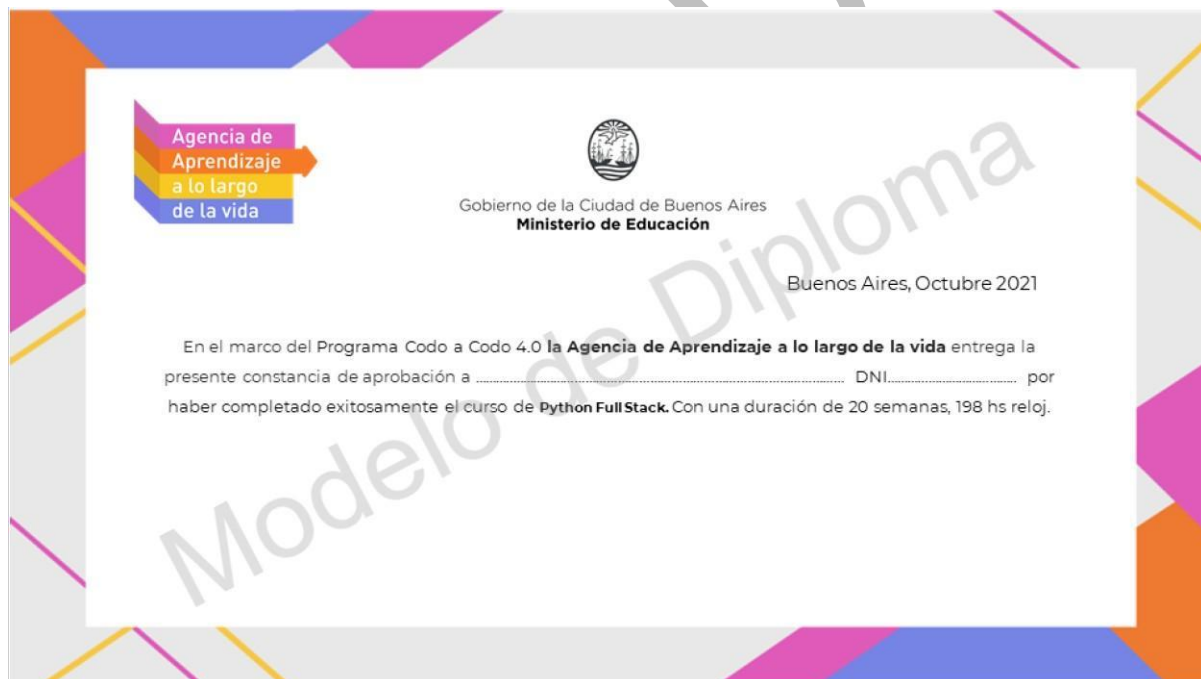 Agencia de
Aprendizaje
a lo largo
de la vida
Gobierno de la Ciudad de Buenos Aires
Ministerio de Educación
Buenos Aires, Octubre 2021
En el marco del Programa Codo a Codo 4.0 la Agencia de Aprendizaje a lo largo de la vida entrega la
presente constancia de aprobación a ........................................................................................ DNI................................ por
haber completado exitosamente el curso de Python Full Stack. Con una duración de 20 semanas, 198 hs reloj.
Modelo de Diploma